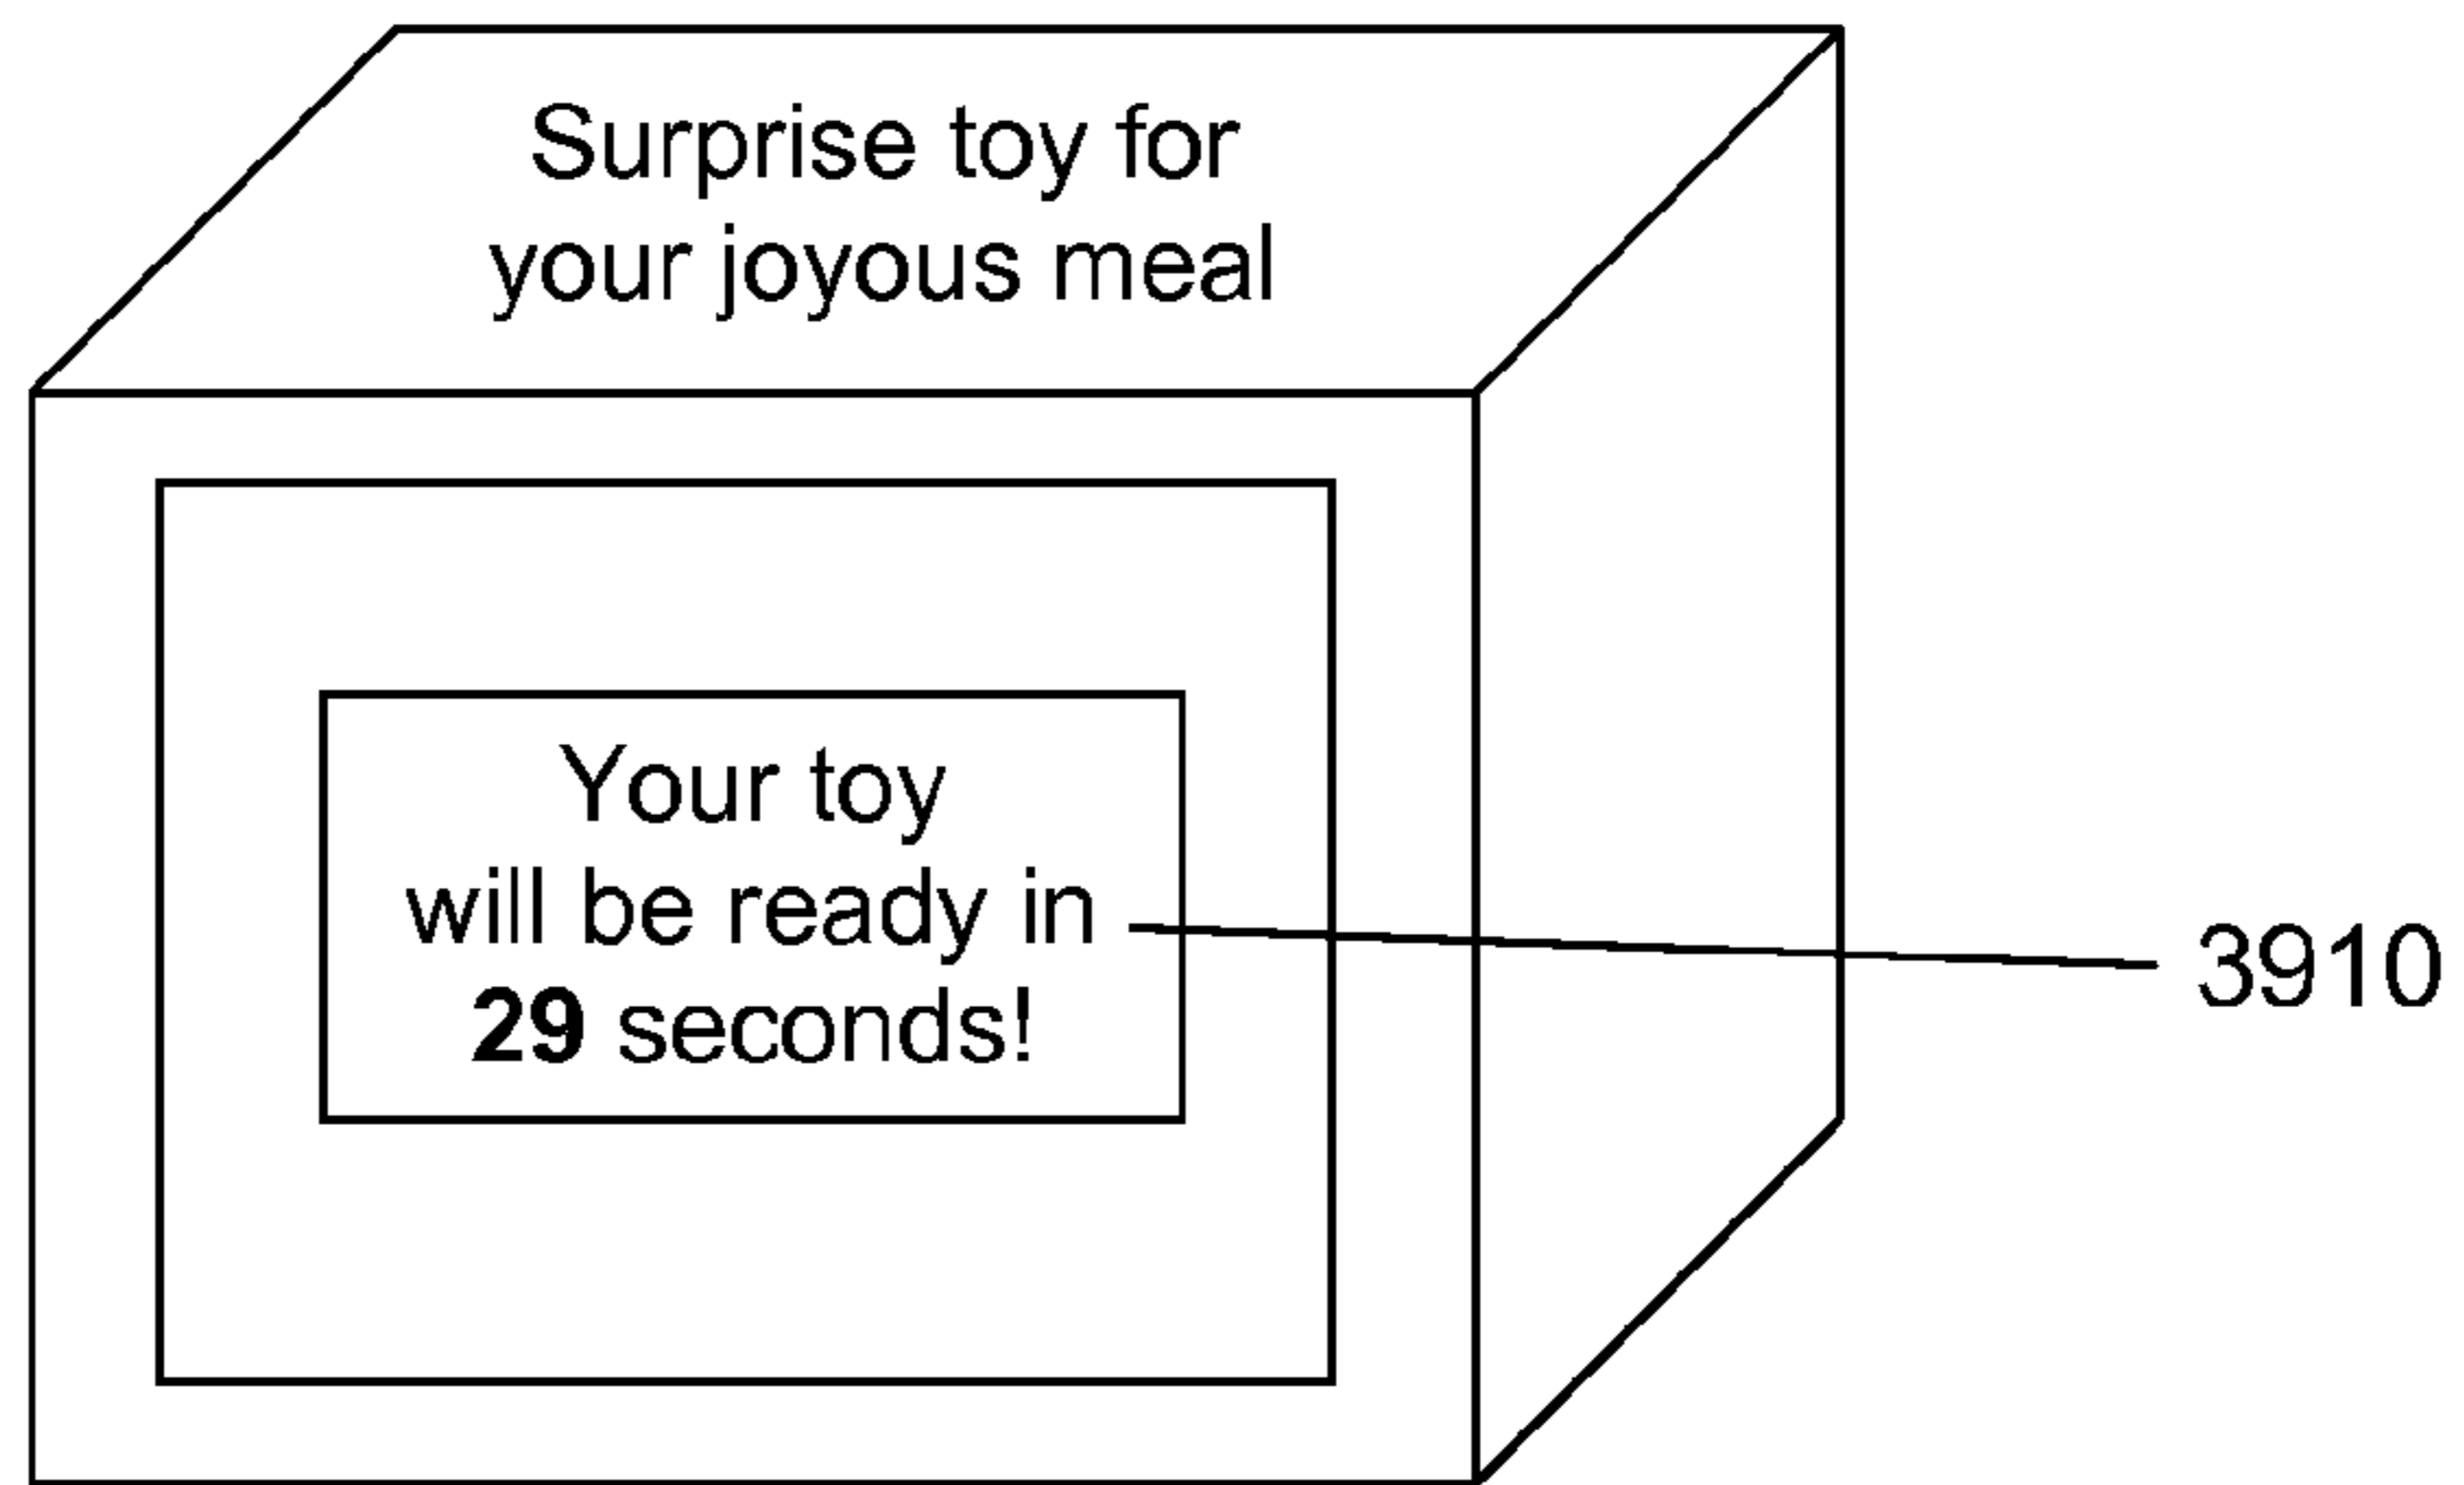 Surprise toy for
your joyous meal
Your toy
will be ready in
29 seconds!
3910